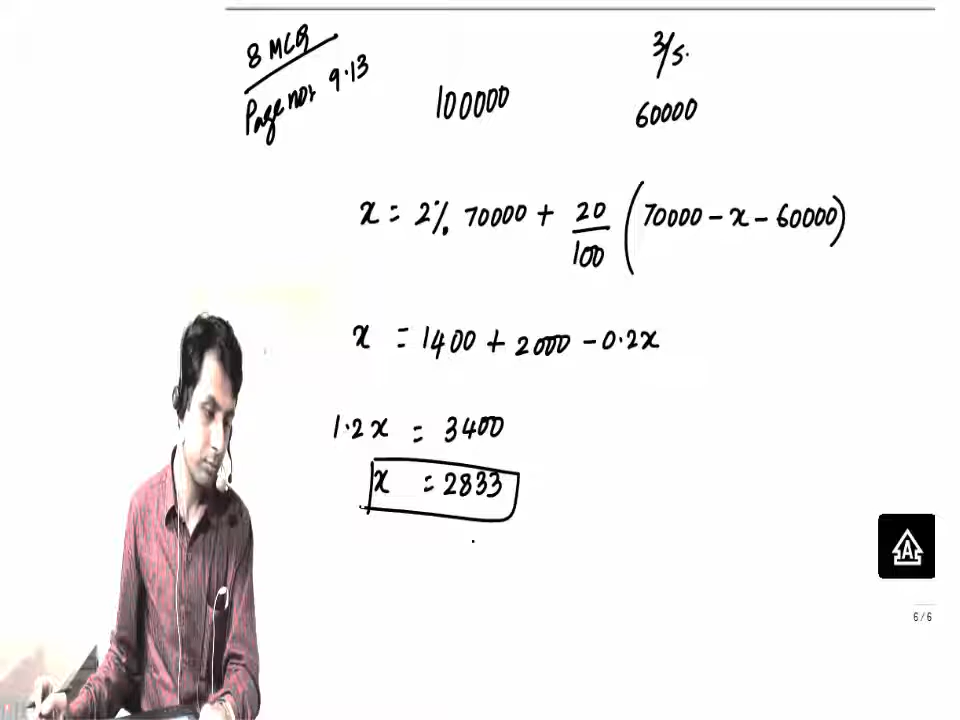 8 MCQ
Page no: 9.13
3/5.
100000 60000
x = 2% 70000 + 20/100 (70000 - x - 60000)
x = 1400 + 2000 - 0.2x
1.2x = 3400
x = 2833
A
6/6